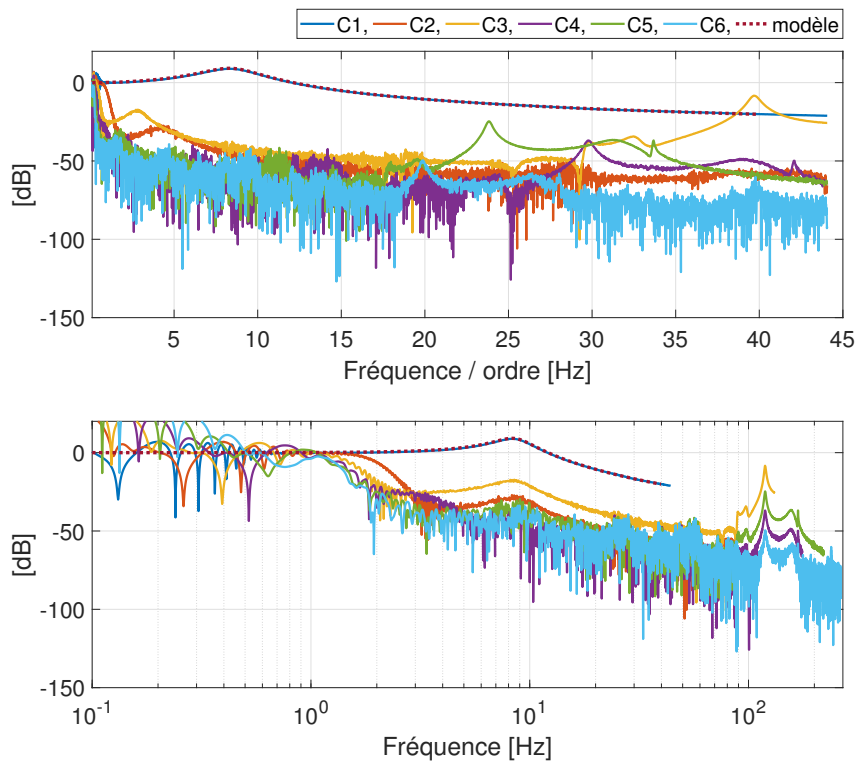 C1, C2, C3, C4, C5, C6, modèle
0
-50
-100
-150
[dB]
5 10 15 20 25 30 35 40 45
Fréquence / ordre [Hz]
0
-50
-100
-150
[dB]
10^-1 10^0 10^1 10^2
Fréquence [Hz]